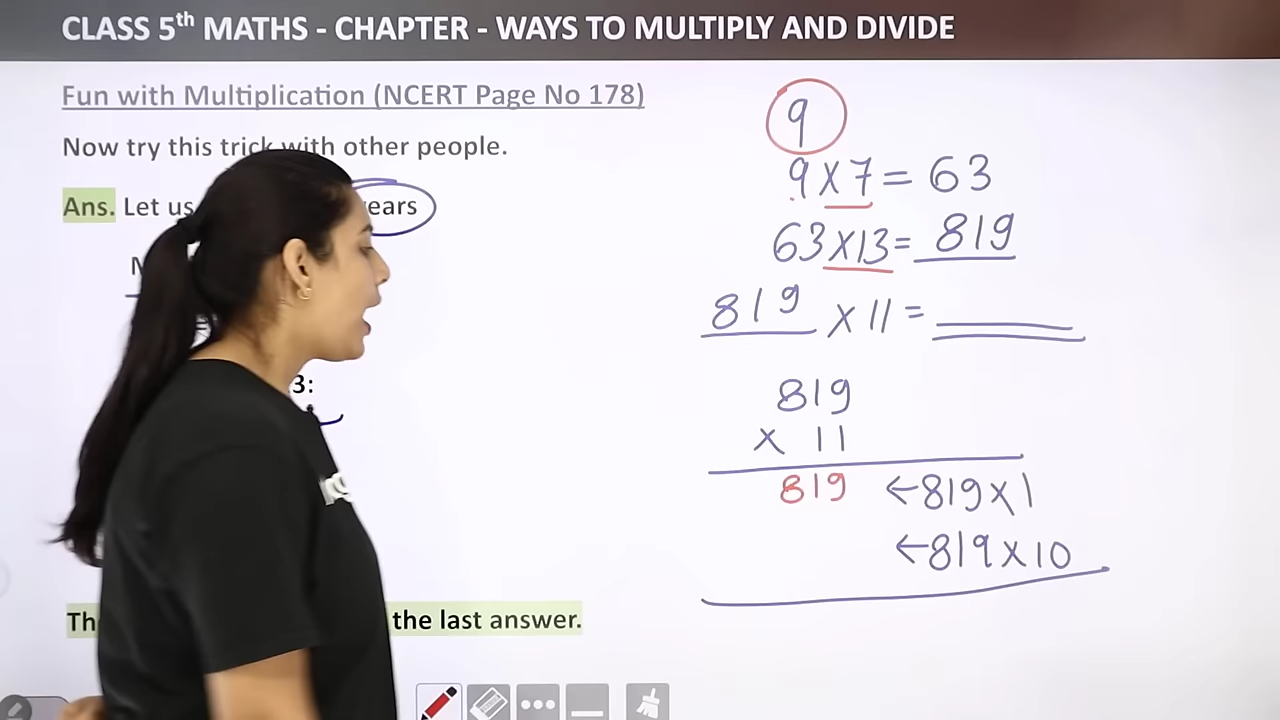 CLASS 5th MATHS - CHAPTER - WAYS TO MULTIPLY AND DIVIDE
Fun with Multiplication (NCERT Page No 178)
Now try this trick with other people.
Ans. Let us
9
9 × 7 = 63
63 × 13 = 819
819 × 11 =
3:
819
× 11
819 ← 819 × 1
← 819 × 10
the last answer.